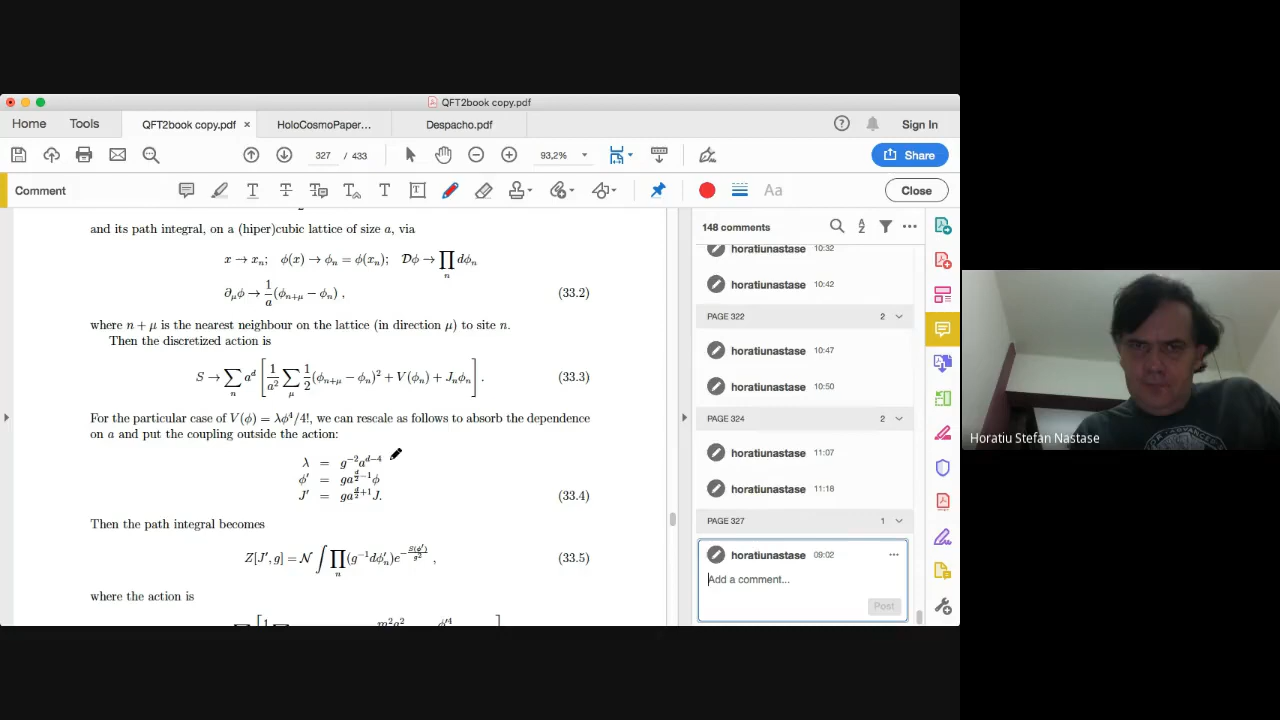 QFT2book copy.pdf
Home Tools QFT2book copy.pdf × HoloCosmoPaper... Despacho.pdf Sign In
327 / 433 93,2% Share
Comment T T T Aa Close
and its path integral, on a (hiper)cubic lattice of size a, via
x → x_n; φ(x) → φ_n = φ(x_n); Dφ → ∏_n dφ_n
∂_μφ → 1/a (φ_{n+μ} − φ_n) , (33.2)
where n + μ is the nearest neighbour on the lattice (in direction μ) to site n.
Then the discretized action is
S → ∑_n a^d [ 1/a² ∑_μ 1/2 (φ_{n+μ} − φ_n)² + V(φ_n) + J_nφ_n ] . (33.3)
For the particular case of V(φ) = λφ⁴/4!, we can rescale as follows to absorb the dependence
on a and put the coupling outside the action:
λ = g^{−2}a^{d−4}
φ′ = ga^{d/2−1}φ
J′ = ga^{d/2+1}J. (33.4)
Then the path integral becomes
Z[J′, g] = N ∫ ∏_n (g^{−1}dφ′_n)e^{−S(φ′)/g²} , (33.5)
where the action is
148 comments
horatiunastase 10:32
horatiunastase 10:42
PAGE 322 2
horatiunastase 10:47
horatiunastase 10:50
PAGE 324 2
horatiunastase 11:07
horatiunastase 11:18
PAGE 327 1
horatiunastase 09:02
Add a comment...
Post
Horatiu Stefan Nastase